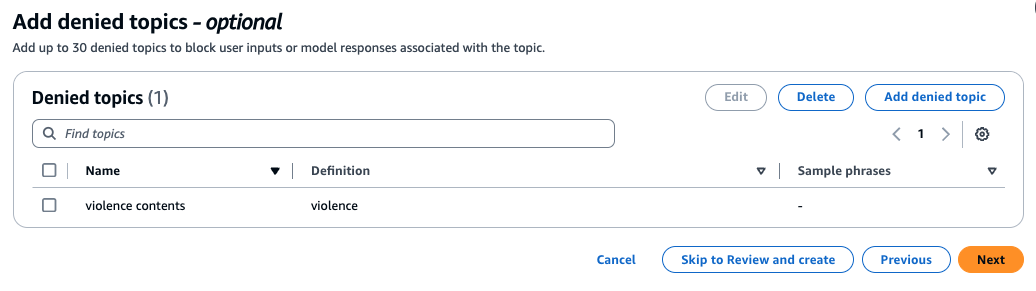 Add denied topics - optional
Add up to 30 denied topics to block user inputs or model responses associated with the topic.
Denied topics (1)
Edit
Delete
Add denied topic
Find topics
1
Name
Definition
Sample phrases
violence contents
violence
-
Cancel
Skip to Review and create
Previous
Next